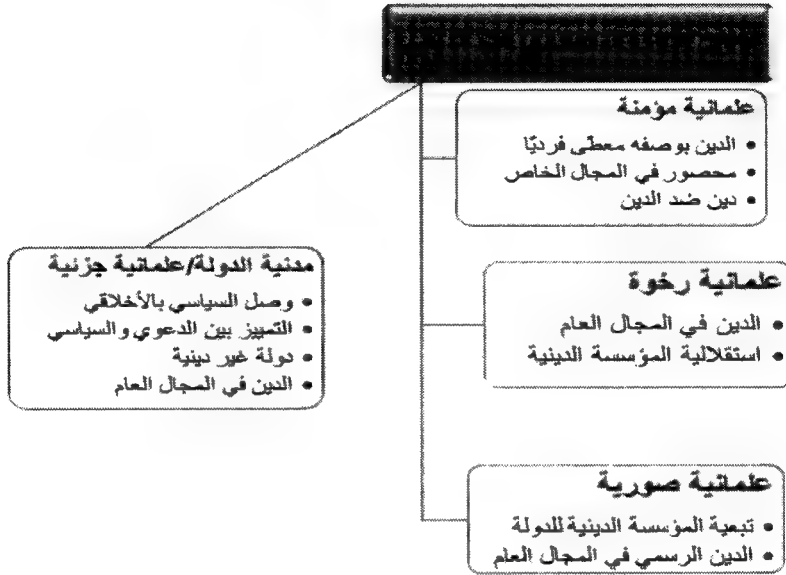 علمانية مؤمنة
• الدين بوصفه معطى فرديًا
• محصور في المجال الخاص
• دين ضد الدين
مدنية الدولة/علمانية جزئية
• وصل السياسي بالأخلاقي
• التمييز بين الدعوي والسياسي
• دولة غير دينية
• الدين في المجال العام
علمانية رخوة
• الدين في المجال العام
• استقلالية المؤسسة الدينية
علمانية صورية
• تبعية المؤسسة الدينية للدولة
• الدين الرسمي في المجال العام